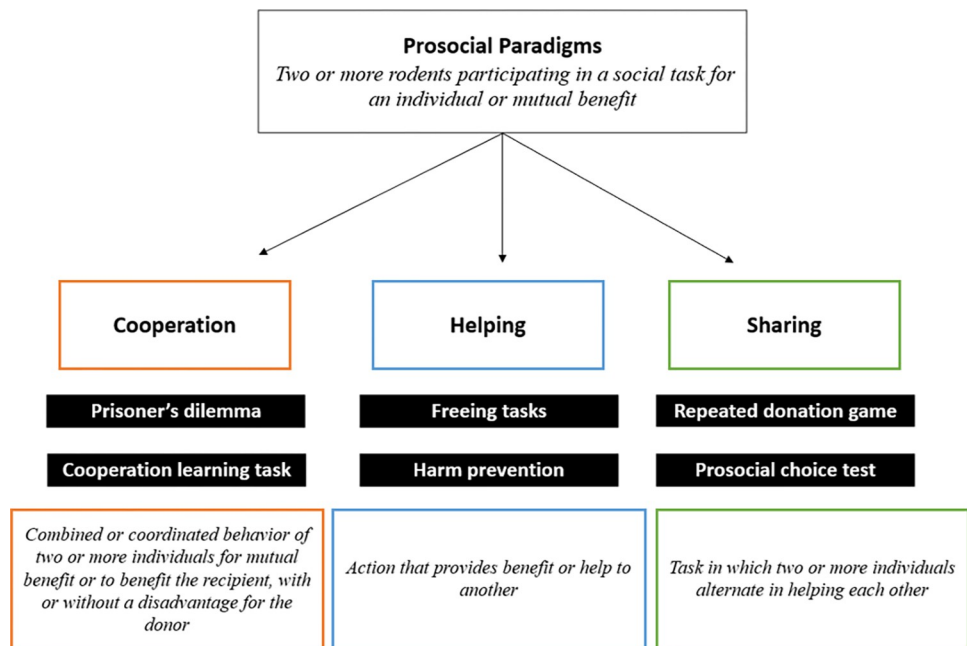 Prosocial Paradigms
Two or more rodents participating in a social task for
an individual or mutual benefit
Cooperation
Helping
Sharing
Prisoner's dilemma
Freeing tasks
Repeated donation game
Cooperation learning task
Harm prevention
Prosocial choice test
Combined or coordinated behavior of
two or more individuals for mutual
benefit or to benefit the recipient, with
or without a disadvantage for the
donor
Action that provides benefit or help to
another
Task in which two or more individuals
alternate in helping each other